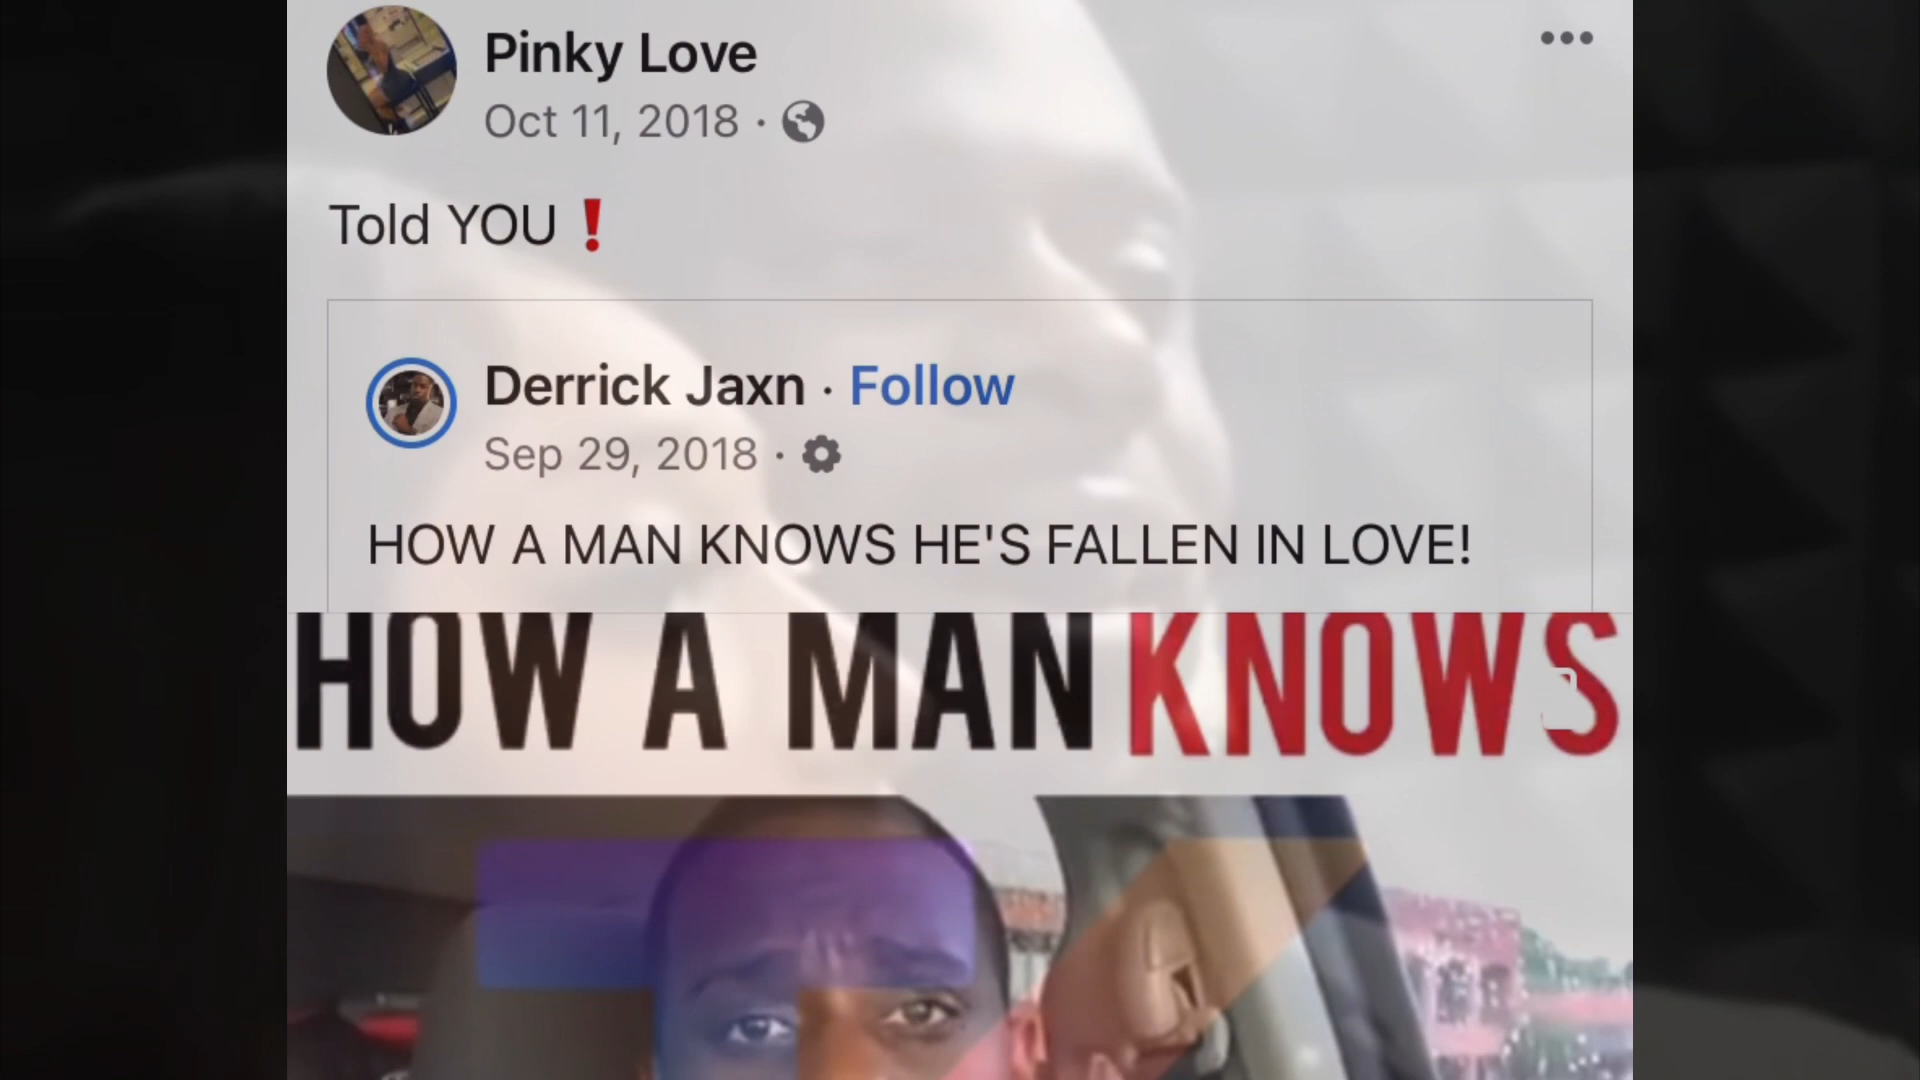 Pinky Love
Oct 11, 2018 ·
Told YOU❗
Derrick Jaxn · Follow
Sep 29, 2018 ·
HOW A MAN KNOWS HE'S FALLEN IN LOVE!
HOW A MAN KNOWS